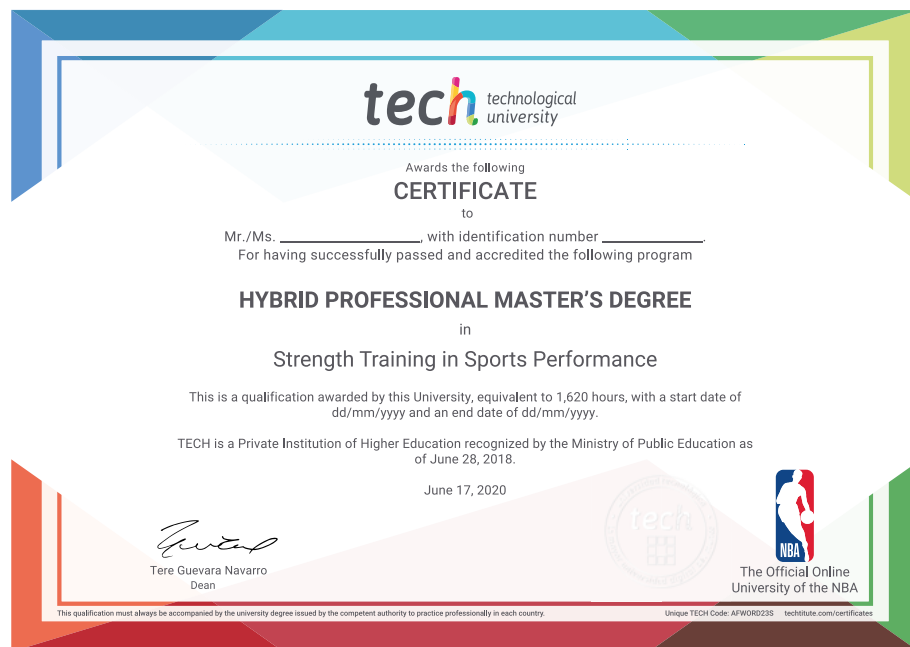 tech technological
university
Awards the following
CERTIFICATE
to
Mr./Ms. ____________________, with identification number ______________.
For having successfully passed and accredited the following program
HYBRID PROFESSIONAL MASTER'S DEGREE
in
Strength Training in Sports Performance
This is a qualification awarded by this University, equivalent to 1,620 hours, with a start date of
dd/mm/yyyy and an end date of dd/mm/yyyy.
TECH is a Private Institution of Higher Education recognized by the Ministry of Public Education as
of June 28, 2018.
June 17, 2020
tech
NBA
Tere Guevara Navarro
Dean
The Official Online
University of the NBA
This qualification must always be accompanied by the university degree issued by the competent authority to practice professionally in each country.
Unique TECH Code: AFWORD23S techtitute.com/certificates